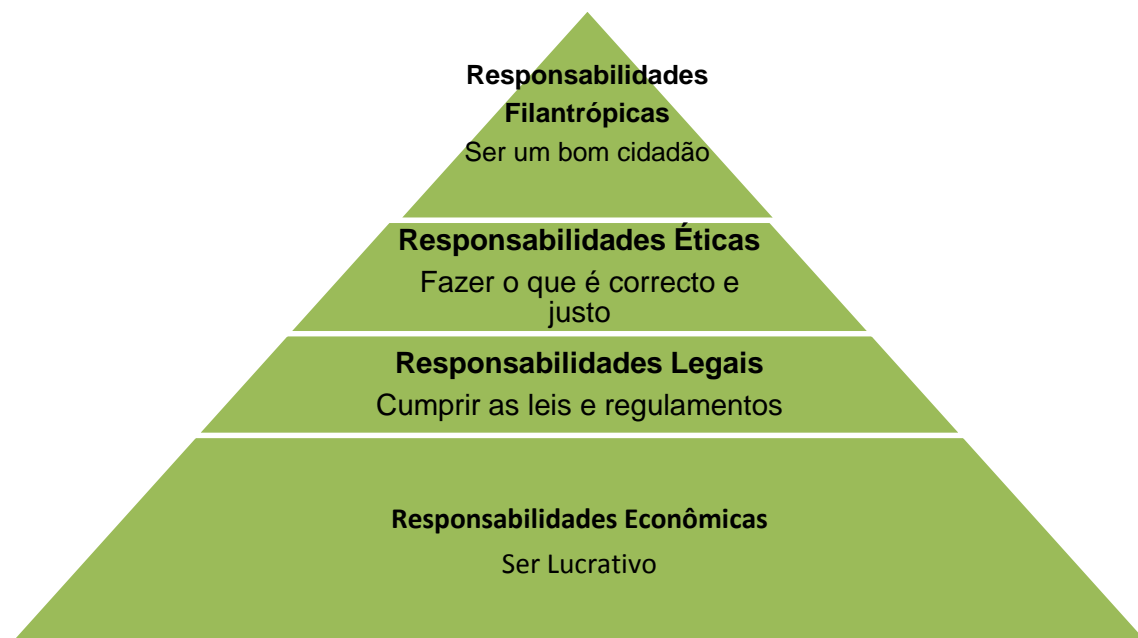 Responsabilidades
Filantrópicas
Ser um bom cidadão
Responsabilidades Éticas
Fazer o que é correcto e
justo
Responsabilidades Legais
Cumprir as leis e regulamentos
Responsabilidades Econômicas
Ser Lucrativo